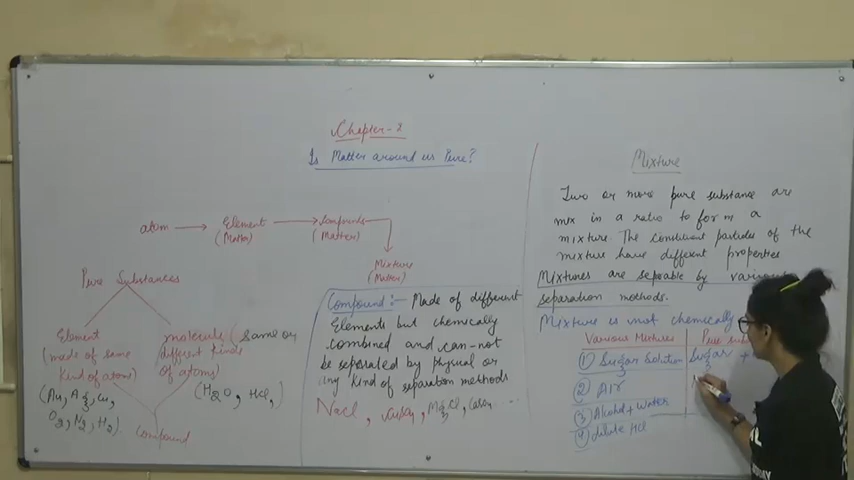 Chapter-2
Is Matter around us Pure?
atom → Element → Compounds
(Matter) (Matter)
Mixture
(Matter)
Pure Substances
Element
(made of same
kind of atoms)
(Au, Ag, Cu,
O2, N2, H2)
molecule (same or
different kinds
of atoms)
(H2O, HCl,)
Compound
Compound:- Made of different
Elements but chemically
combined and can-not
be separated by physical or
any kind of separation methods
NaCl,
Mixture
Two or more pure substance are
mix in a ratio to form a
mixture. The constituent particles of the
mixture have different properties
Mixtures are sepable by various
separation methods.
Mixture is not chemically
Various Mixtures
Pure
① Sugar Solution
Sugar +
② Air
③ Alcohol + Water
④ dilute HCl